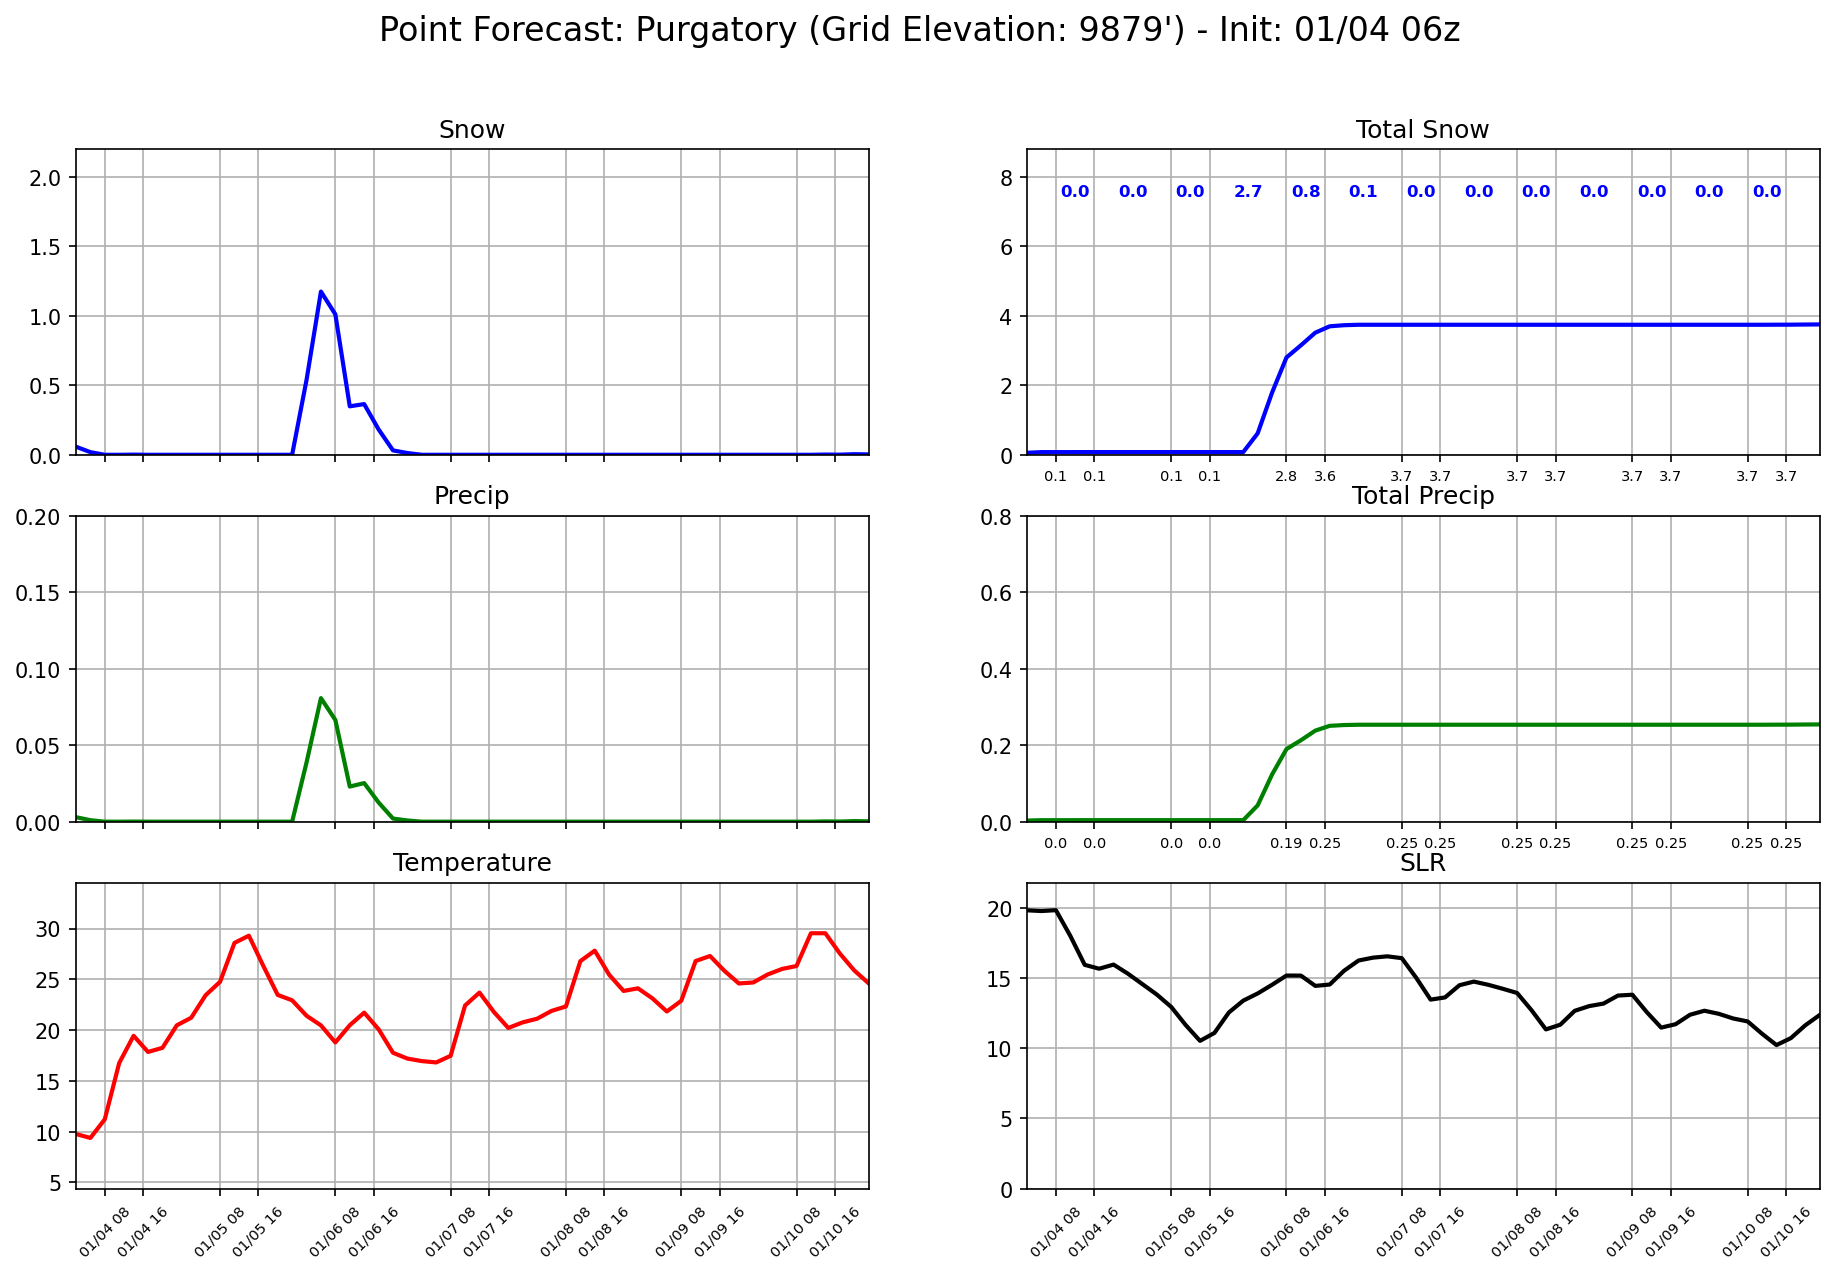 Point Forecast: Purgatory (Grid Elevation: 9879') - Init: 01/04 06z
Snow
2.0
1.5
1.0
0.5
0.0
Total Snow
8
6
4
2
0
0.0 0.0 0.0 2.7 0.8 0.1 0.0 0.0 0.0 0.0 0.0 0.0 0.0
0.1 0.1 0.1 0.1 2.8 3.6 3.7 3.7 3.7 3.7 3.7 3.7 3.7 3.7
Precip
0.20
0.15
0.10
0.05
0.00
Total Precip
0.8
0.6
0.4
0.2
0.0
0.0 0.0 0.0 0.0 0.19 0.25 0.25 0.25 0.25 0.25 0.25 0.25 0.25 0.25
Temperature
30
25
20
15
10
5
01/04 08 01/04 16 01/05 08 01/05 16 01/06 08 01/06 16 01/07 08 01/07 16 01/08 08 01/08 16 01/09 08 01/09 16 01/10 08 01/10 16
SLR
20
15
10
5
0
01/04 08 01/04 16 01/05 08 01/05 16 01/06 08 01/06 16 01/07 08 01/07 16 01/08 08 01/08 16 01/09 08 01/09 16 01/10 08 01/10 16